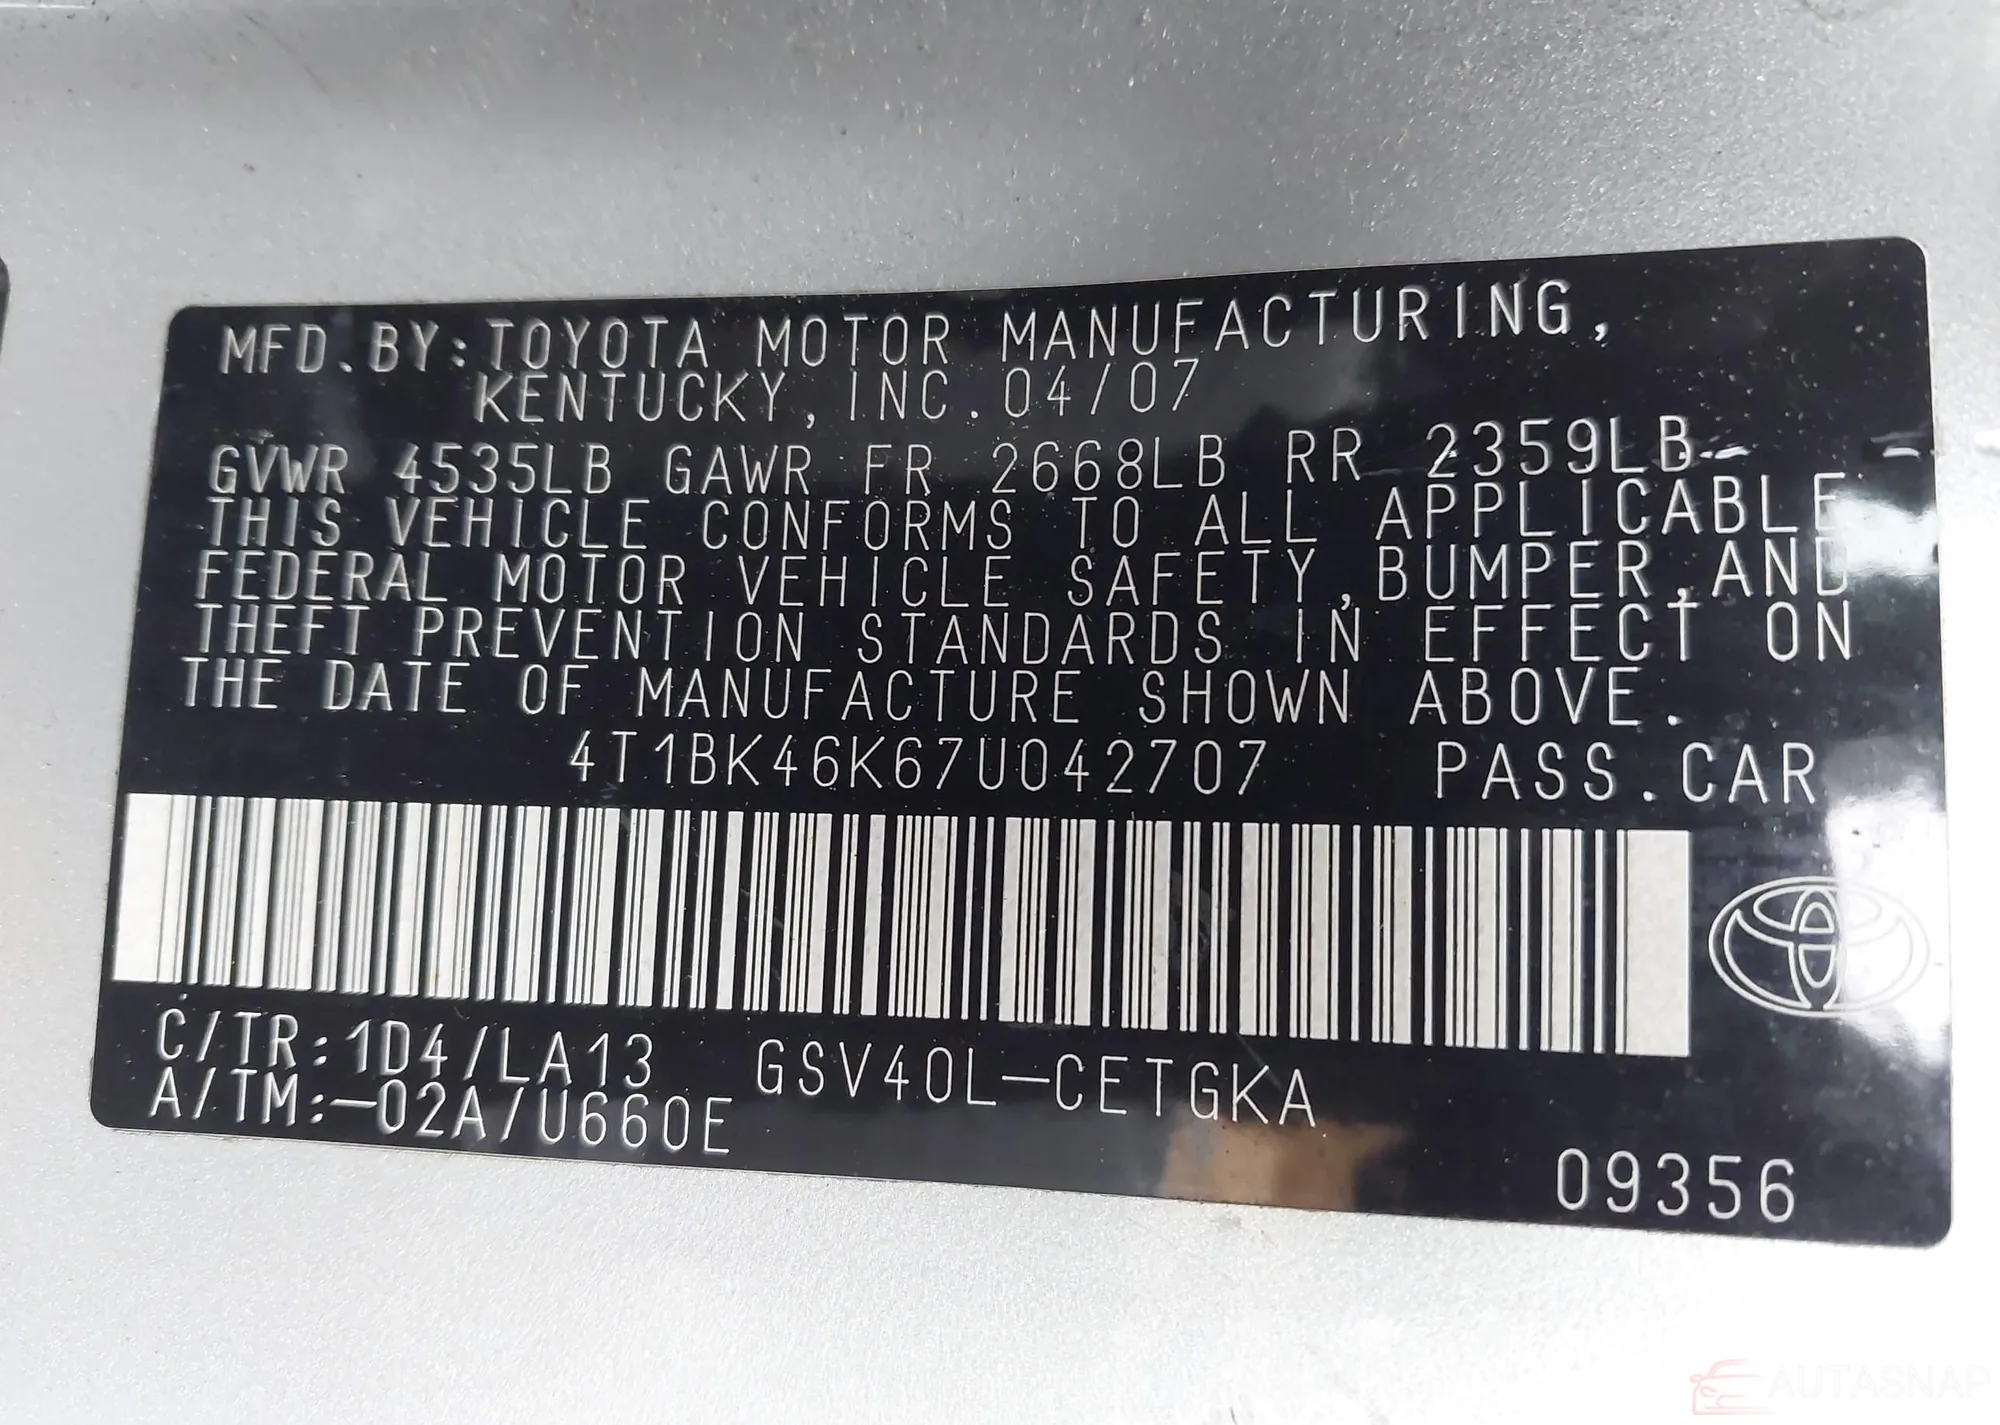 MFD.BY:TOYOTA MOTOR MANUFACTURING,
KENTUCKY, INC. 04/07
GVWR 4535LB GAWR FR 2668LB RR 2359LB
THIS VEHICLE CONFORMS TO ALL APPLICABLE
FEDERAL MOTOR VEHICLE SAFETY,BUMPER,AND
THEFT PREVENTION STANDARDS IN EFFECT ON
THE DATE OF MANUFACTURE SHOWN ABOVE.
4T1BK46K67U042707 PASS.CAR
C/TR:1D4/LA13 GSV40L-CETGKA
A/TM:-02A/U660E
09356
AUTASNAP